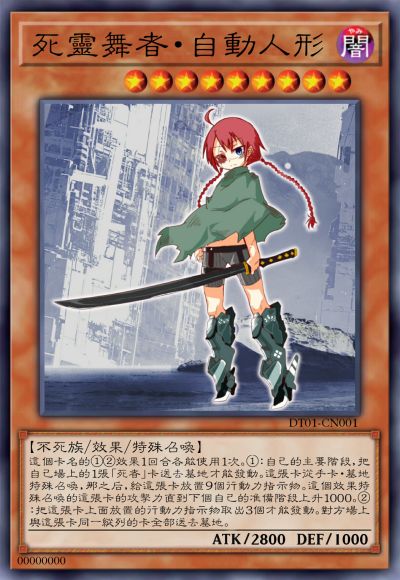 死靈舞者・自動人形
やみ
闇
DT01-CN001
【不死族/效果/特殊召喚】
這個卡名的①②效果1回合各能使用1次。①:自己的主要階段,把
自己場上的1張「死者」卡送去墓地才能發動。這張卡從手卡・墓地
特殊召喚,那之後,給這張卡放置9個行動力指示物。這個效果特
殊召喚的這張卡的攻擊力直到下個自己的準備階段上升1000。②
:把這張卡上面放置的行動力指示物取出3個才能發動。對方場上
與這張卡同一縱列的卡全部送去墓地。
ATK/2800 DEF/1000
00000000